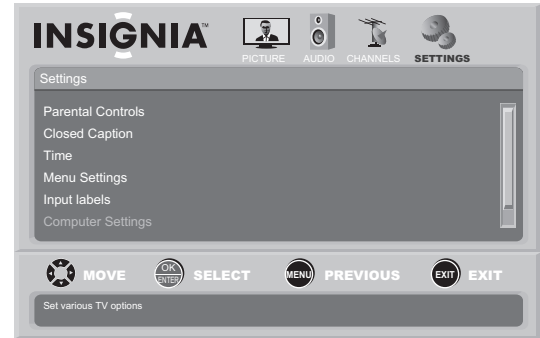 INSIGNIA™
PICTURE AUDIO CHANNELS SETTINGS
Settings
Parental Controls
Closed Caption
Time
Menu Settings
Input labels
Computer Settings
MOVE OK ENTER SELECT MENU PREVIOUS EXIT EXIT
Set various TV options